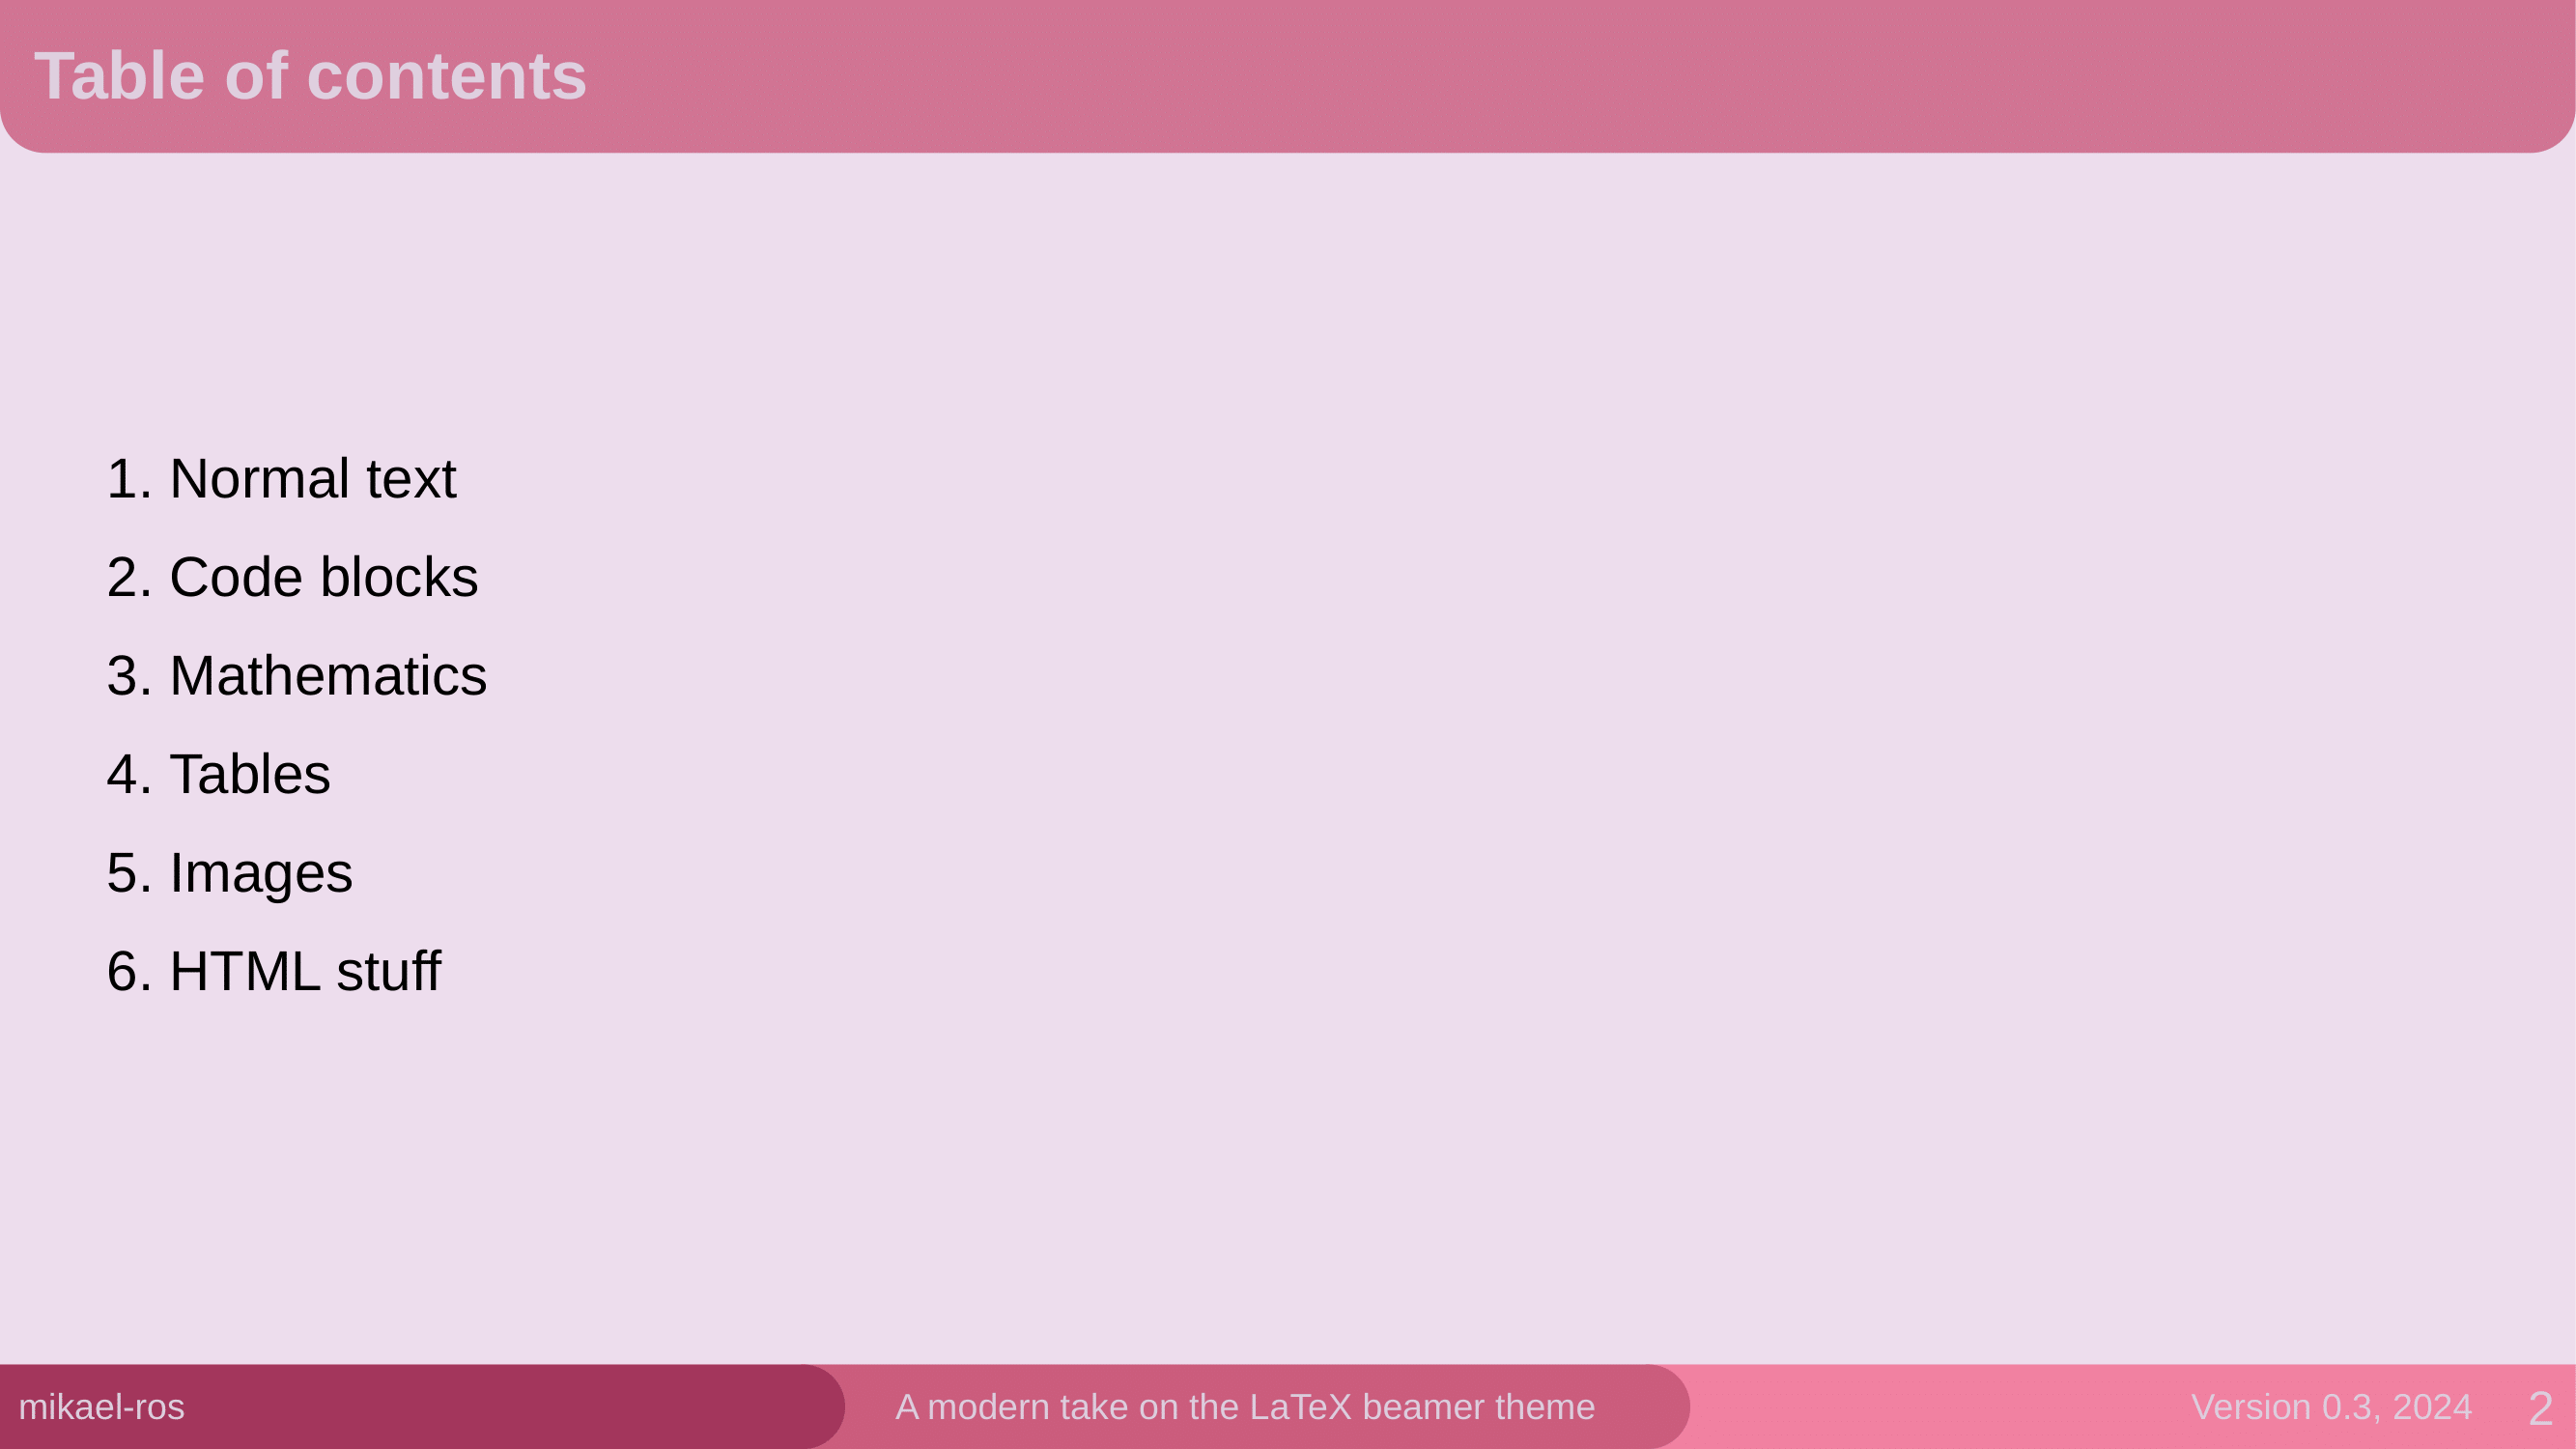 Table of contents
1. Normal text
2. Code blocks
3. Mathematics
4. Tables
5. Images
6. HTML stuff
mikael-ros
A modern take on the LaTeX beamer theme
Version 0.3, 2024
2